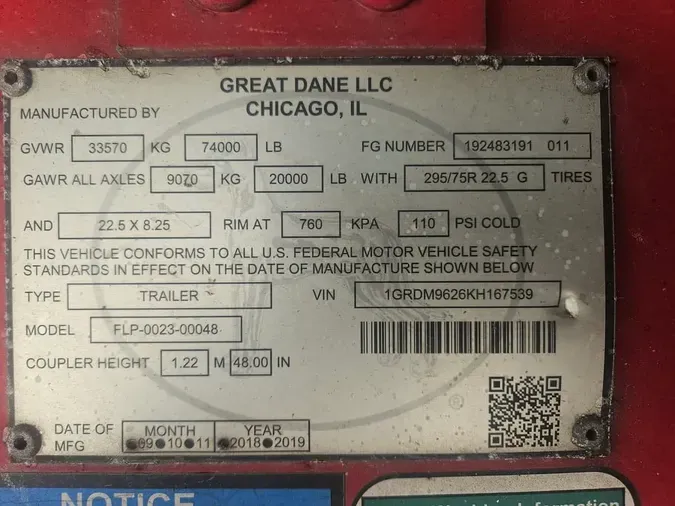 GREAT DANE LLC
MANUFACTURED BY CHICAGO, IL
GVWR 33570 KG 74000 LB FG NUMBER 192483191 011
GAWR ALL AXLES 9070 KG 20000 LB WITH 295/75R 22.5 G TIRES
AND 22.5 X 8.25 RIM AT 760 KPA 110 PSI COLD
THIS VEHICLE CONFORMS TO ALL U.S. FEDERAL MOTOR VEHICLE SAFETY
STANDARDS IN EFFECT ON THE DATE OF MANUFACTURE SHOWN BELOW
TYPE TRAILER VIN 1GRDM9626KH167539
MODEL FLP-0023-00048
COUPLER HEIGHT 1.22 M 48.00 IN
®
DATE OF MFG MONTH YEAR
09 10 11 2018 2019
NOTICE